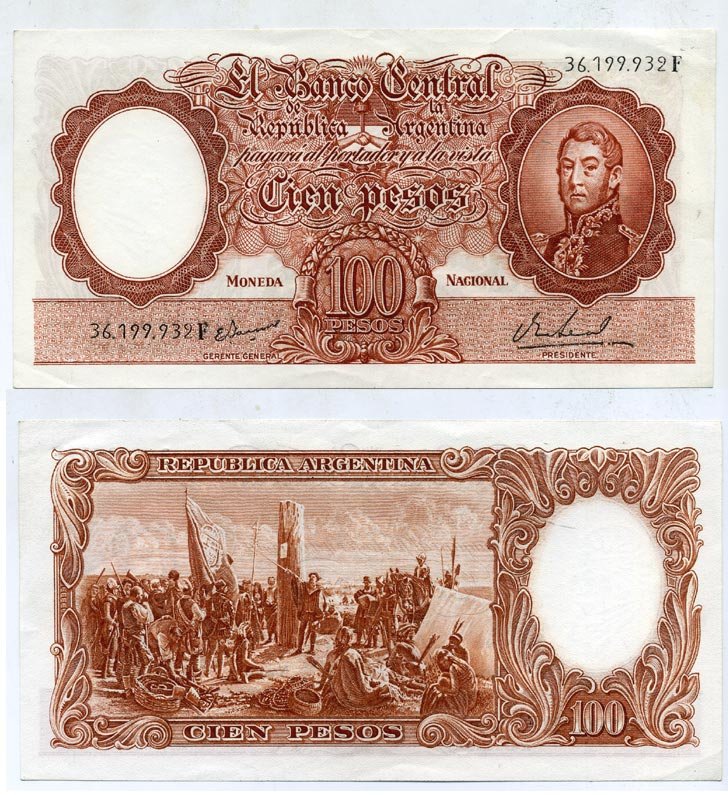 36.199.932 F
El Banco Central
de la
República Argentina
pagará al portador y a la vista
Cien pesos
MONEDA NACIONAL
100
PESOS
36.199.932 F
GERENTE GENERAL
PRESIDENTE
REPUBLICA ARGENTINA
CIEN PESOS
100